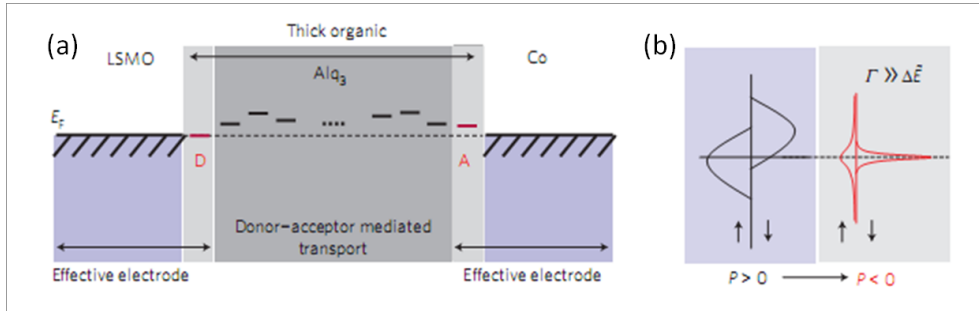 (a)
Thick organic
LSMO
Alq3
Co
EF
....
D
A
Donor–acceptor mediated
transport
Effective electrode
Effective electrode
(b)
Γ ≫ ΔẼ
P > 0
P < 0